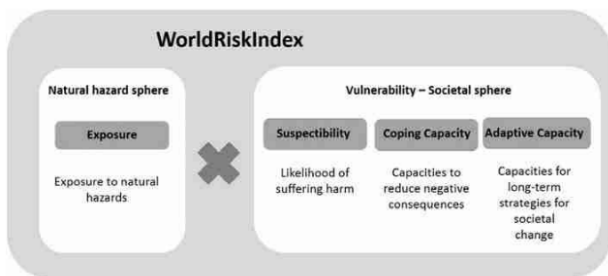 WorldRiskIndex
Natural hazard sphere
Exposure
Exposure to natural
hazards
Vulnerability – Societal sphere
Suspectibility
Likelihood of
suffering harm
Coping Capacity
Capacities to
reduce negative
consequences
Adaptive Capacity
Capacities for
long-term
strategies for
societal
change